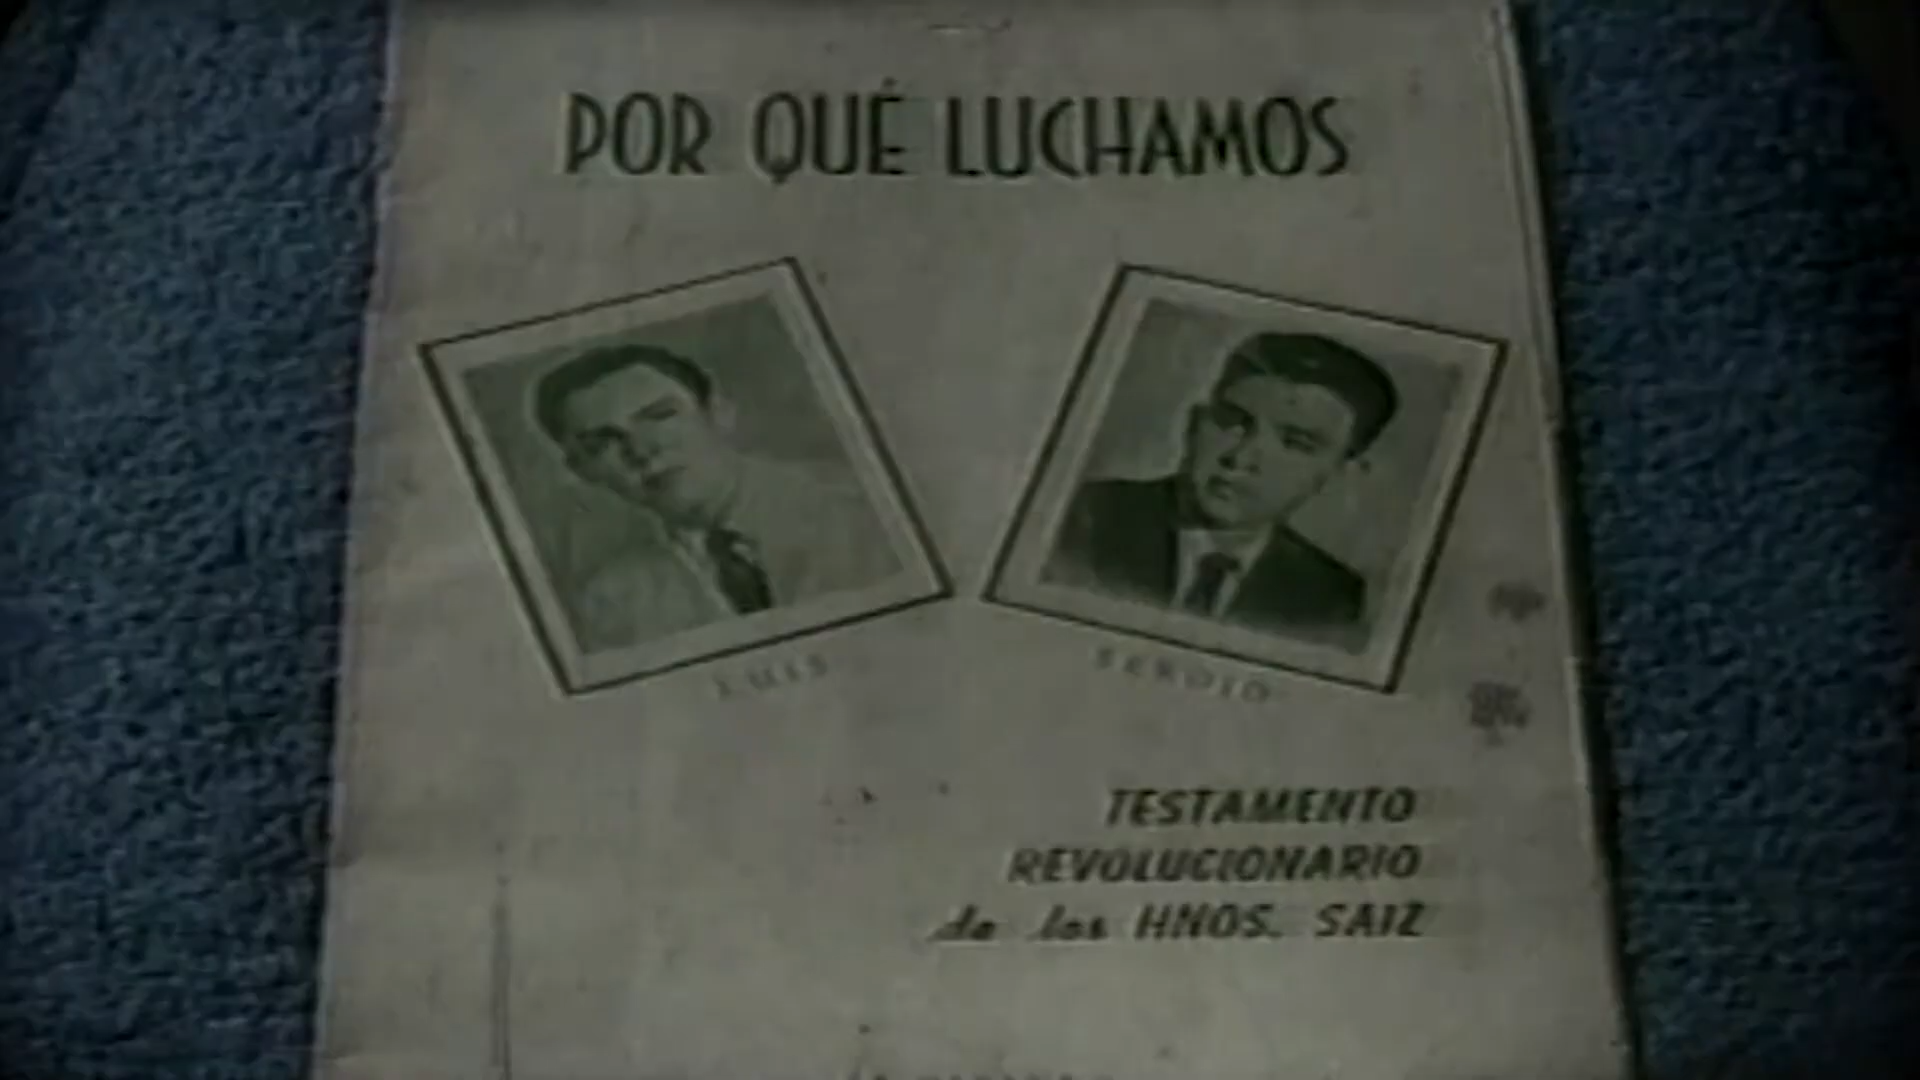 POR QUÉ LUCHAMOS
LUIS
SERGIO
TESTAMENTO
REVOLUCIONARIO
de los HNOS. SAIZ